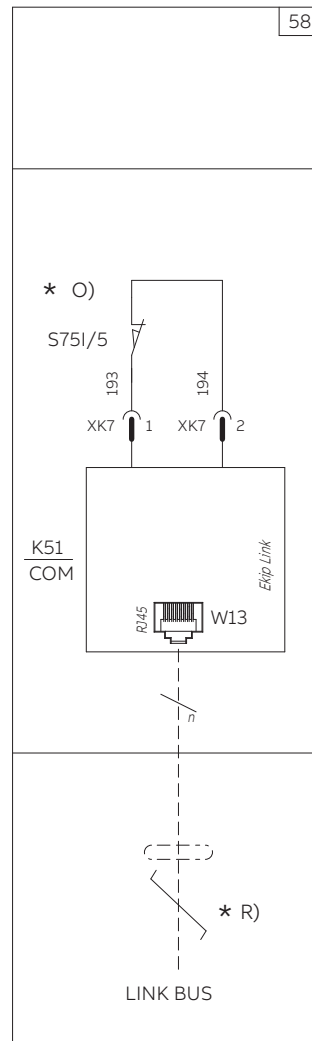 58
* O)
S75I/5
193
194
XK7 1
XK7 2
K51
COM
Ekip Link
RJ45
W13
n
* R)
LINK BUS